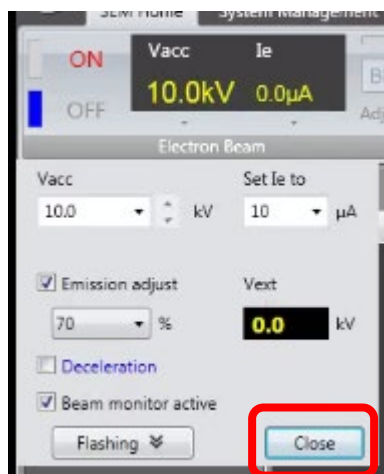 SEM Home System Management
ON Vacc Ie
10.0kV 0.0µA
OFF
Electron Beam
Vacc Set Ie to
10.0 kV 10 µA
Emission adjust Vext
70 % 0.0 kV
Deceleration
Beam monitor active
Flashing Close